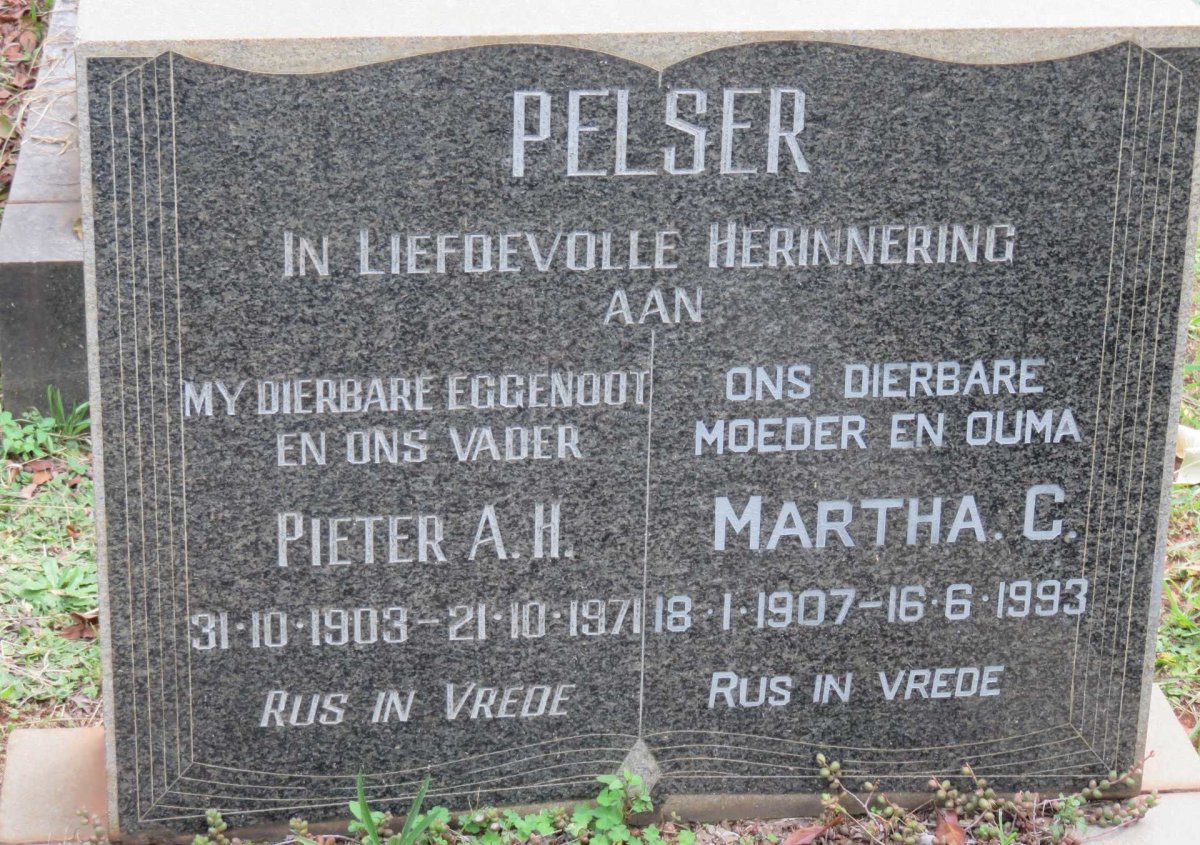 PELSER
IN LIEFDEVOLLE HERINNERING
AAN
MY DIERBARE EGGENOOT
EN ONS VADER
PIETER A. H.
31·10·1903-21·10·1971
RUS IN VREDE
ONS DIERBARE
MOEDER EN OUMA
MARTHA. C.
18·1·1907-16·6·1993
RUS IN VREDE